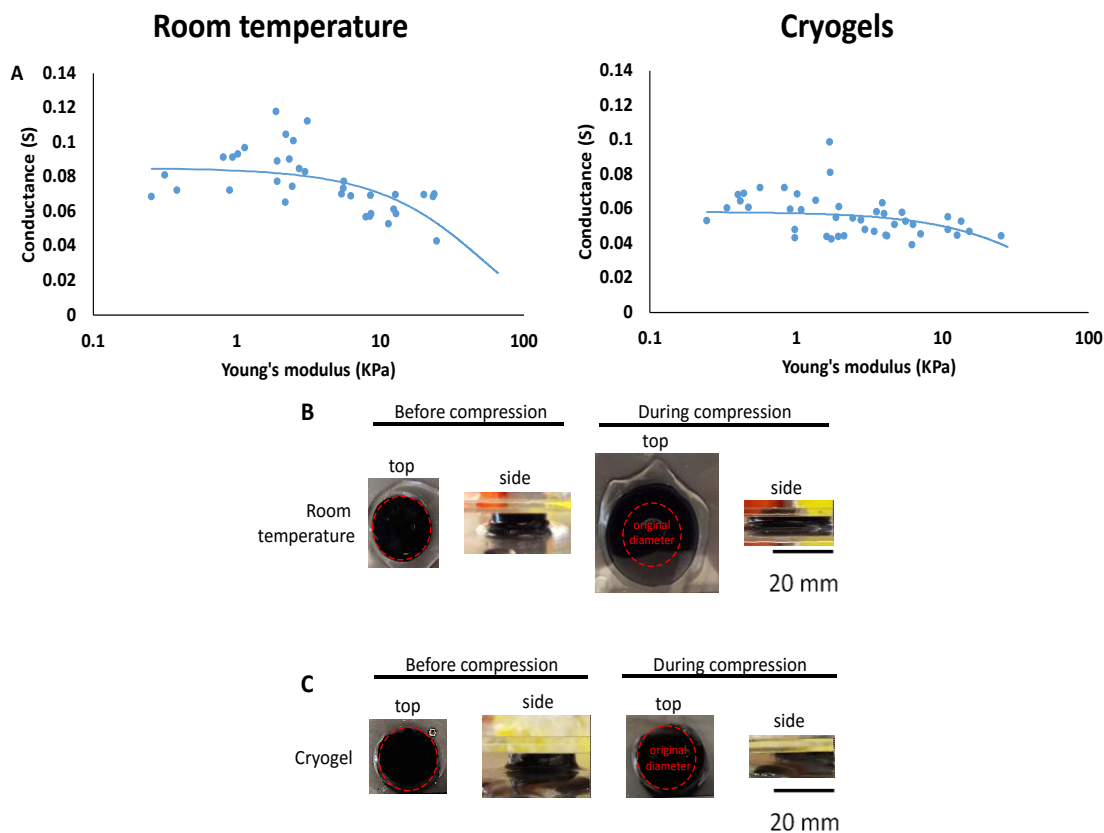 Room temperature
Cryogels
A
0.14
0.12
0.1
0.08
0.06
0.04
0.02
0
Conductance (S)
0.1
1
10
100
Young's modulus (KPa)
0.14
0.12
0.1
0.08
0.06
0.04
0.02
0
Conductance (S)
0.1
1
10
100
Young's modulus (KPa)
B
Before compression
During compression
top
side
top
side
Room
temperature
original
diameter
20 mm
C
Before compression
During compression
top
side
top
side
Cryogel
original
diameter
20 mm